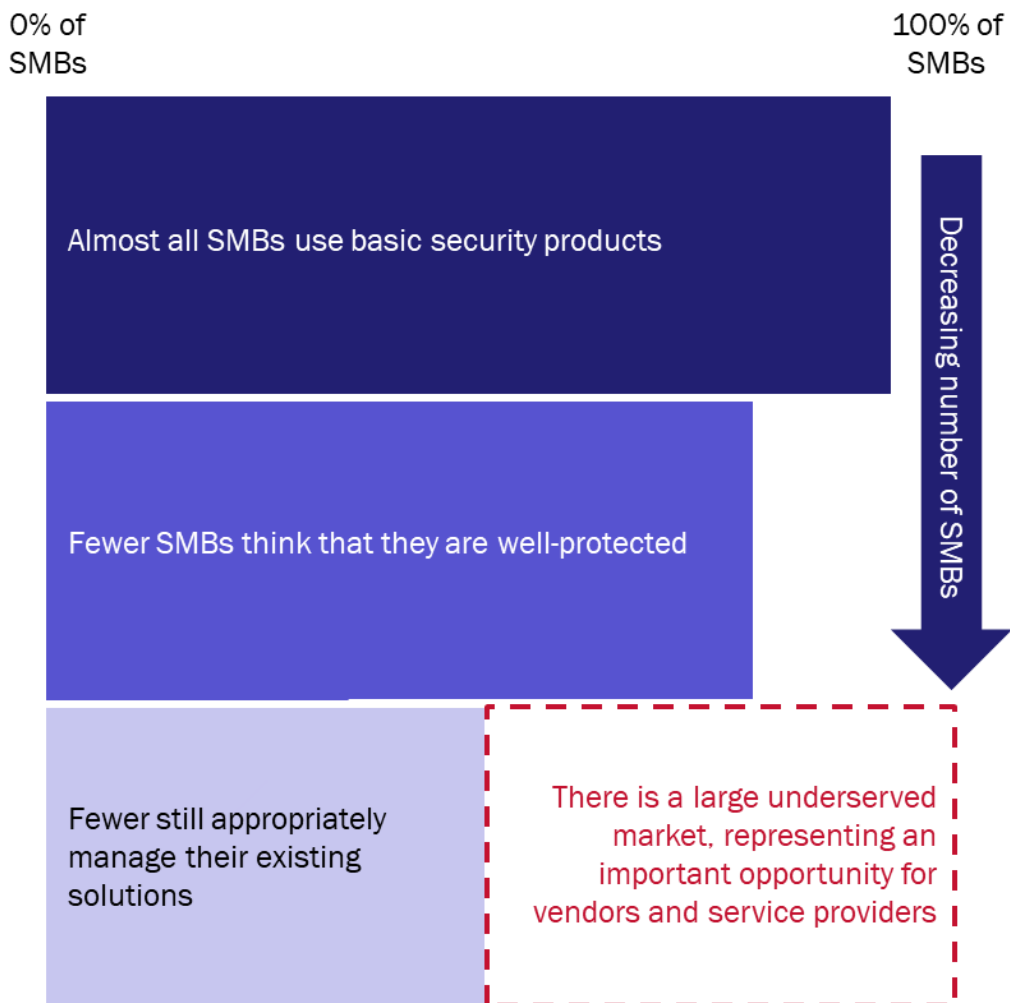 0% of
SMBs
100% of
SMBs
Almost all SMBs use basic security products
Decreasing number of SMBs
Fewer SMBs think that they are well-protected
Fewer still appropriately
manage their existing
solutions
There is a large underserved
market, representing an
important opportunity for
vendors and service providers